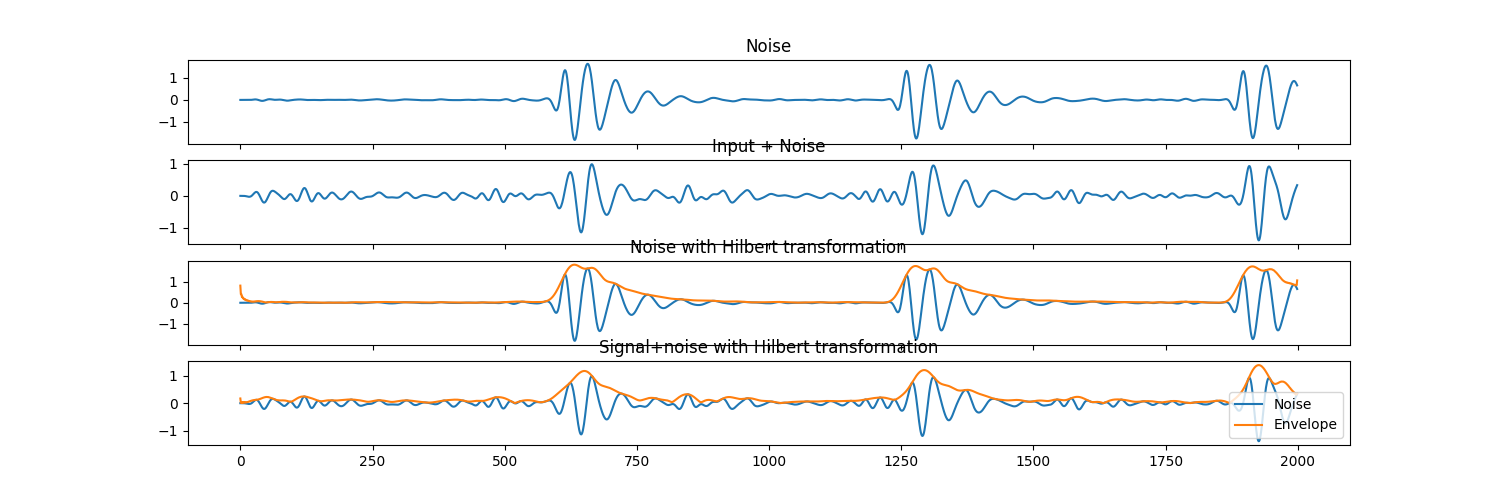 Noise
1
0
−1
Input + Noise
1
0
−1
Noise with Hilbert transformation
1
0
−1
Signal+noise with Hilbert transformation
1
0
−1
Noise
Envelope
0 250 500 750 1000 1250 1500 1750 2000